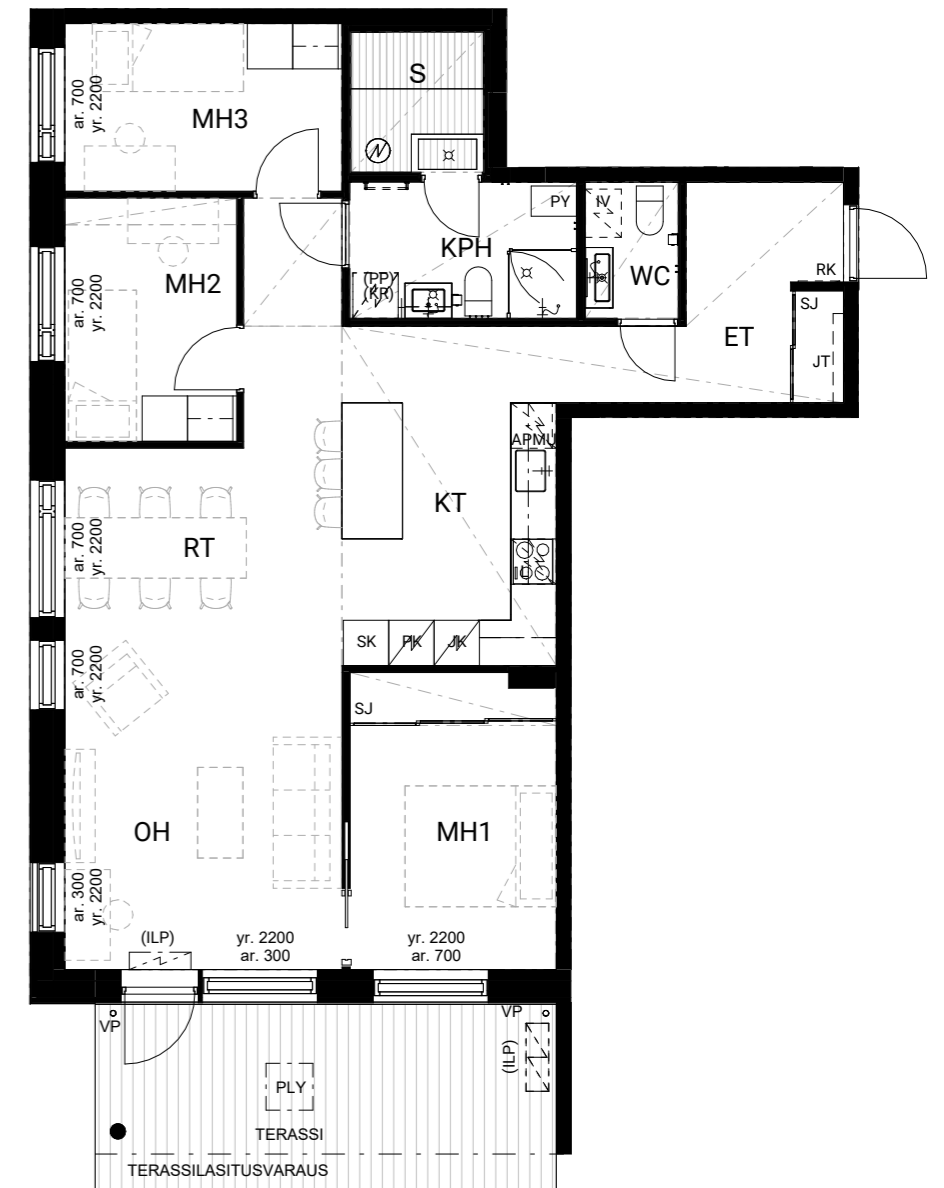 S
ar. 700
yr. 2200
MH3
PY
IV
KPH
WC
RK
MH2
(PP)
(KR)
ar. 700
yr. 2200
SJ
ET
JT
APMU
KT
RT
ar. 700
yr. 2200
SK
PK
JK
ar. 700
yr. 2200
SJ
OH
MH1
ar. 300
yr. 2200
(ILP)
yr. 2200
ar. 300
yr. 2200
ar. 700
VP
VP
(ILP)
PLY
TERASSI
TERASSILASITUSVARAUS